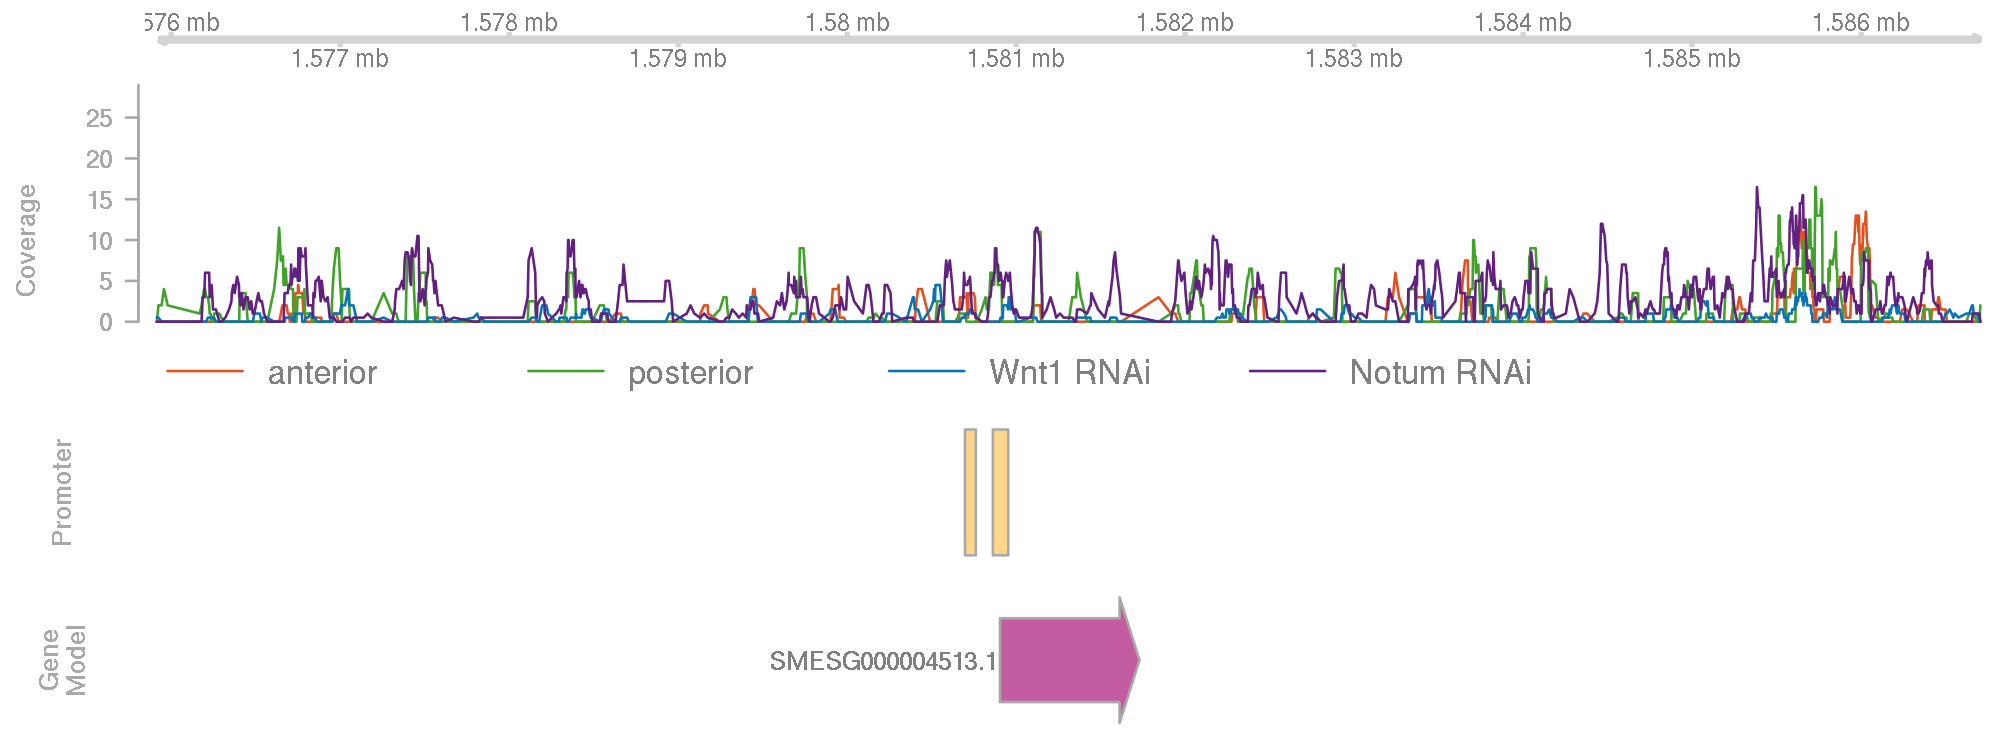 576 mb 1.578 mb 1.58 mb 1.582 mb 1.584 mb 1.586 mb
1.577 mb 1.579 mb 1.581 mb 1.583 mb 1.585 mb
25
20
15
10
5
0
Coverage
anterior posterior Wnt1 RNAi Notum RNAi
Promoter
Gene
Model
SMESG000004513.1